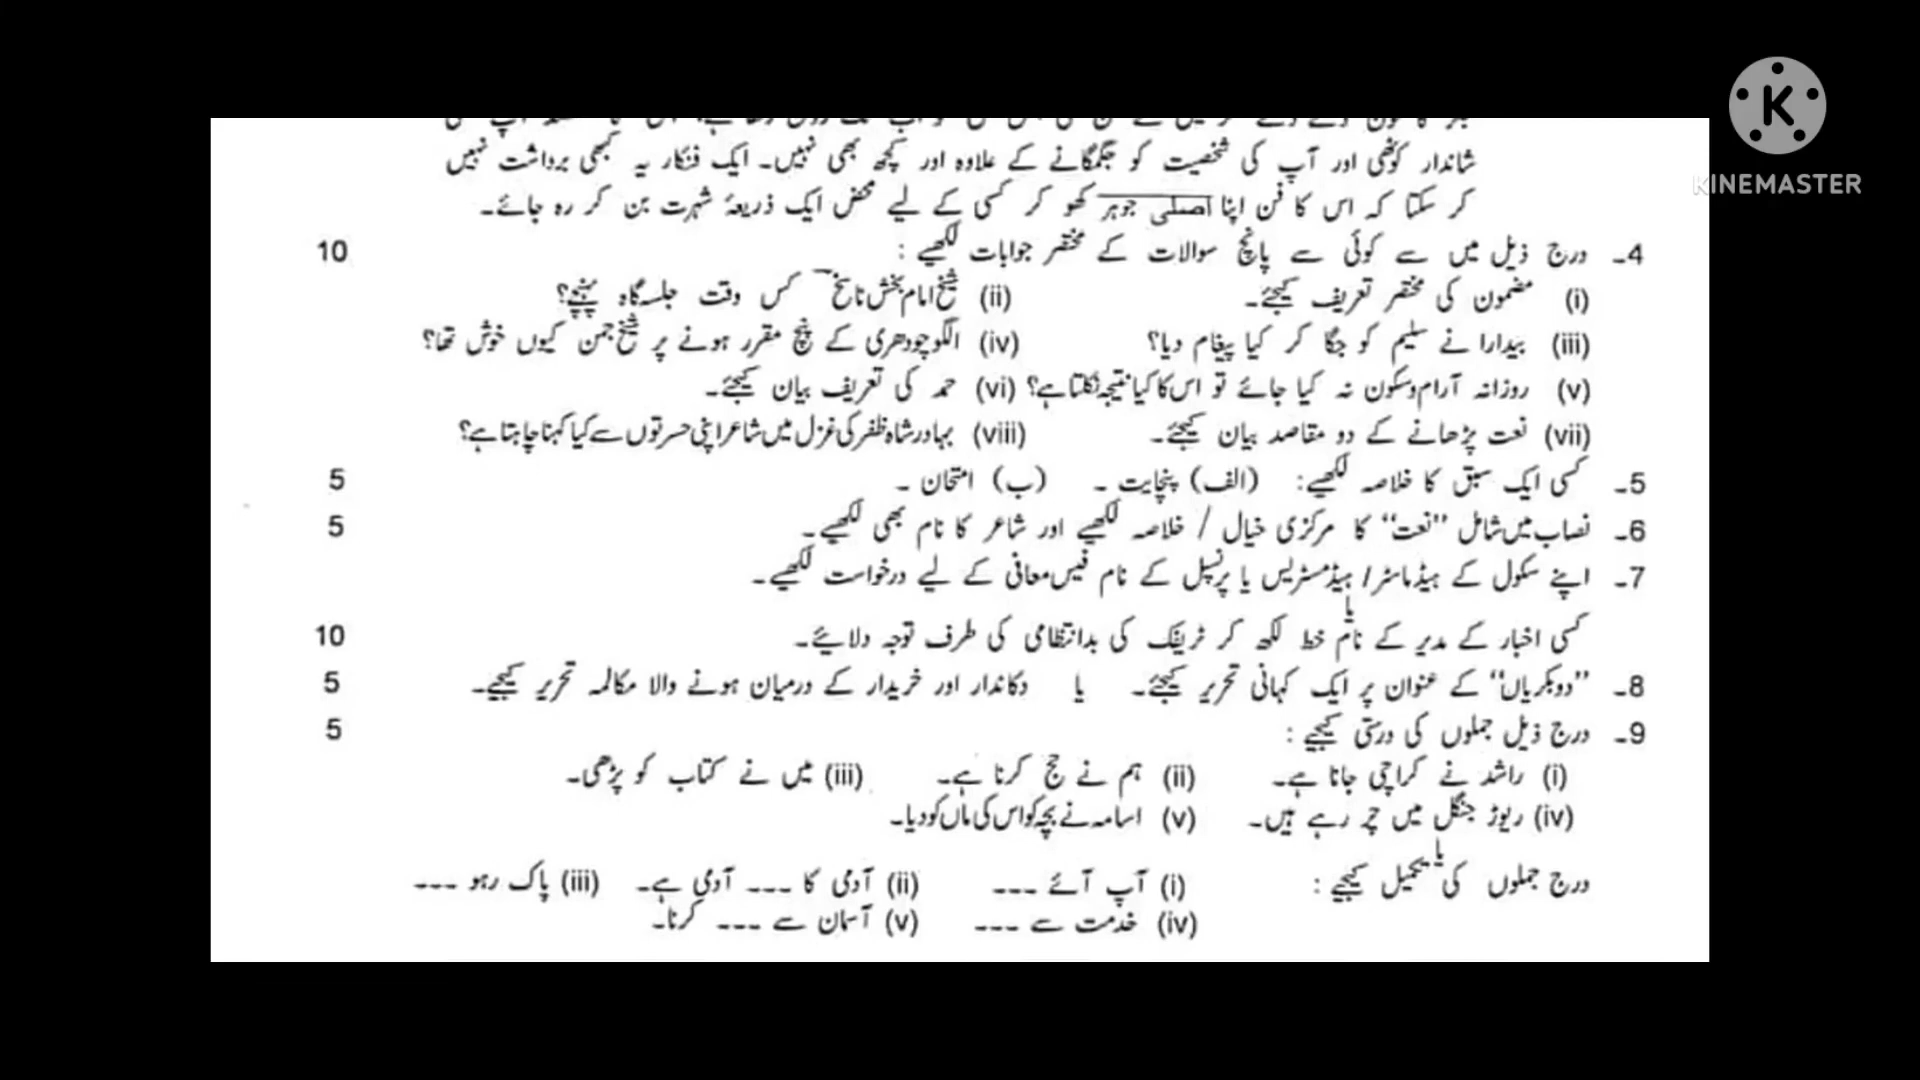 شاندار کوٹھی اور آپ کی شخصیت کو جگمگانے کے علاوہ اور کچھ بھی نہیں۔ ایک فنکار یہ کبھی برداشت نہیں
کر سکتا کہ اس کا فن اپنا اصلی جوہر کھو کر کسی کے لیے محض ایک ذریعۂ شہرت بن کر رہ جائے۔
4۔ درج ذیل میں سے کوئی سے پانچ سوالات کے مختصر جوابات لکھیے : 10
(i) مضمون کی مختصر تعریف کیجئے۔ (ii) شیخ امام بخش ناسخ کس وقت جلسہ گاہ پہنچے؟
(iii) بیدارا نے سلیم کو جگا کر کیا پیغام دیا؟ (iv) الگو چودھری کے پنچ مقرر ہونے پر شیخ جمن کیوں خوش تھا؟
(v) روزانہ آرام و سکون نہ کیا جائے تو اس کا کیا نتیجہ نکلتا ہے؟ (vi) حمد کی تعریف بیان کیجئے۔
(vii) نعت پڑھانے کے دو مقاصد بیان کیجئے۔ (viii) بہادر شاہ ظفر کی غزل میں شاعر اپنی حسرتوں سے کیا کہنا چاہتا ہے؟
5۔ کسی ایک سبق کا خلاصہ لکھیے: (الف) پنچایت ۔ (ب) امتحان ۔ 5
6۔ نصاب میں شامل ’’نعت‘‘ کا مرکزی خیال / خلاصہ لکھیے اور شاعر کا نام بھی لکھیے۔ 5
7۔ اپنے سکول کے ہیڈماسٹر/ ہیڈمسٹریس یا پرنسپل کے نام فیس معافی کے لیے درخواست لکھیے۔
یا
کسی اخبار کے مدیر کے نام خط لکھ کر ٹریفک کی بدانتظامی کی طرف توجہ دلائیے۔ 10
8۔ ’’دو بکریاں‘‘ کے عنوان پر ایک کہانی تحریر کیجئے۔ یا دکاندار اور خریدار کے درمیان ہونے والا مکالمہ تحریر کیجیے۔ 5
9۔ درج ذیل جملوں کی درستی کیجیے : 5
(i) راشد نے کراچی جانا ہے۔ (ii) ہم نے حج کرنا ہے۔ (iii) میں نے کتاب کو پڑھی۔
(iv) ریوڑ جنگل میں چر رہے ہیں۔ (v) اسامہ نے بچہ کو اس کی ماں کو دیا۔
یا
درج جملوں کی تکمیل کیجیے : (i) آپ آئے ---- (ii) آدمی کا ---- آدمی ہے۔ (iii) پاک رہو ----
(iv) خدمت سے ---- (v) آسمان سے ---- کرنا۔
KINEMASTER